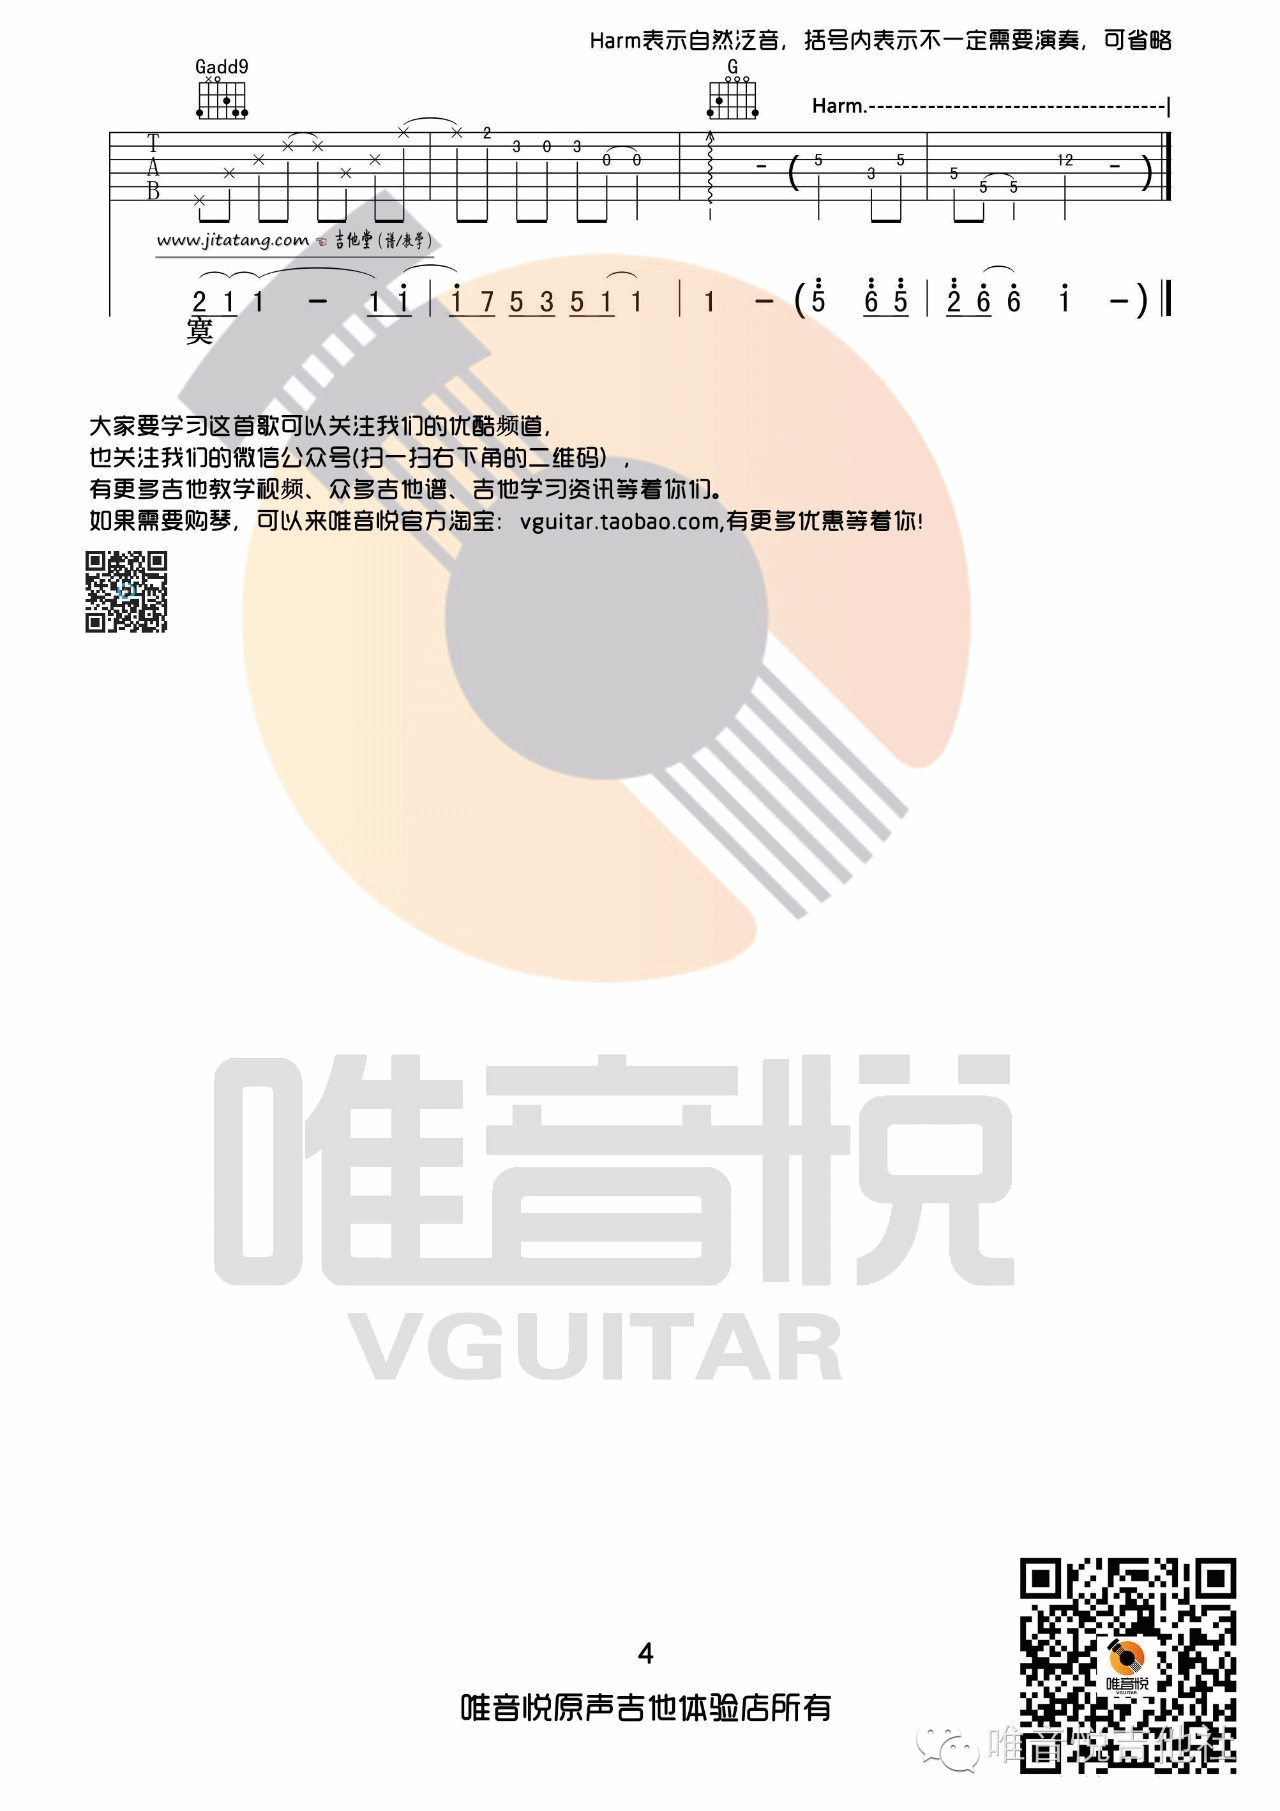 Harm表示自然泛音，括号内表示不一定需要演奏，可省略
Gadd9 G
Harm.-----------------------------------|
T
A
B
2 3 0 3 0 0 - ( 5 3 5 5 5 5 12 - )
www.jitatang.com 吉他堂(谱/教学)
2 1 1 - 1 1 | 1 7 5 3 5 1 1 | 1 - ( 5 6 5 | 2 6 6 1 - )
寞
大家要学习这首歌可以关注我们的优酷频道，
也关注我们的微信公众号(扫一扫右下角的二维码)，
有更多吉他教学视频、众多吉他谱、吉他学习资讯等着你们。
如果需要购琴，可以来唯音悦官方淘宝：vguitar.taobao.com,有更多优惠等着你!
唯音悦
VGUITAR
4
唯音悦原声吉他体验店所有
唯音悦
VGUITAR
唯音悦吉他社